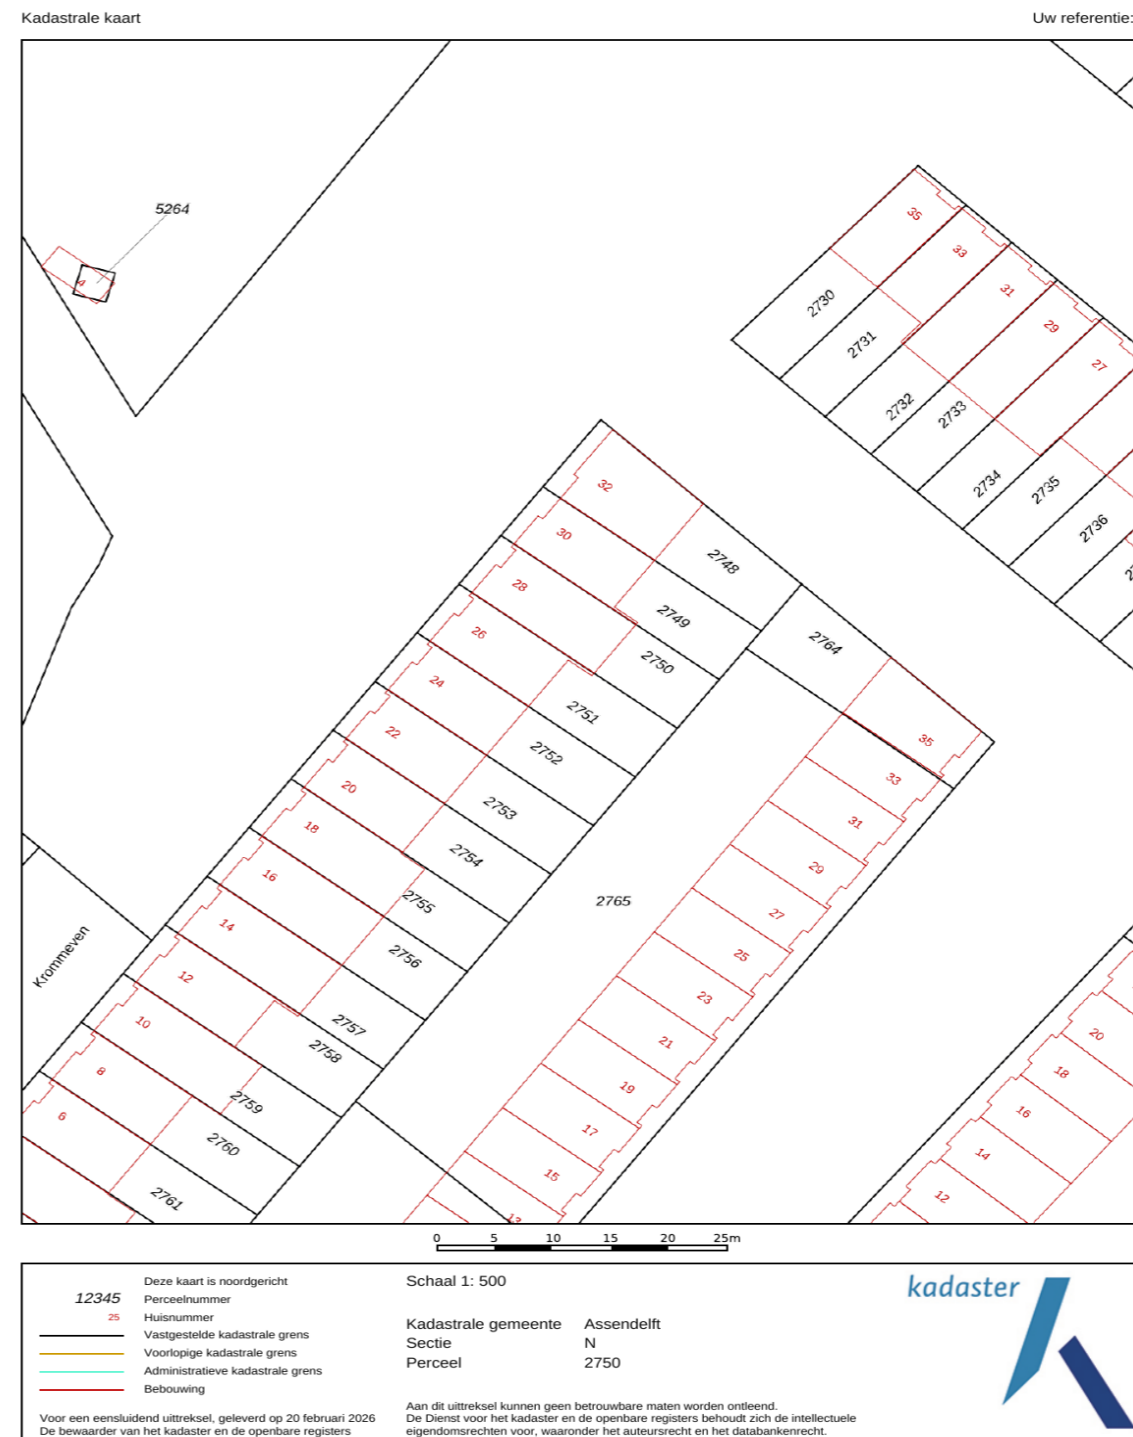 Kadastrale kaart
Uw referentie:
5264
4
35
33
31
29
27
2730
2731
2732
2733
2734
2735
2736
32
30
28
26
24
22
20
18
16
14
12
10
8
6
2748
2749
2750
2751
2752
2753
2754
2755
2756
2757
2758
2759
2760
2761
2764
2765
35
33
31
29
27
25
23
21
19
17
15
13
20
18
16
14
12
Krommeven
0 5 10 15 20 25m
Deze kaart is noordgericht
12345 Perceelnummer
25 Huisnummer
Vastgestelde kadastrale grens
Voorlopige kadastrale grens
Administratieve kadastrale grens
Bebouwing
Voor een eensluidend uittreksel, geleverd op 20 februari 2026
De bewaarder van het kadaster en de openbare registers
Schaal 1: 500
Kadastrale gemeente Assendelft
Sectie N
Perceel 2750
Aan dit uittreksel kunnen geen betrouwbare maten worden ontleend.
De Dienst voor het kadaster en de openbare registers behoudt zich de intellectuele
eigendomsrechten voor, waaronder het auteursrecht en het databankenrecht.
kadaster